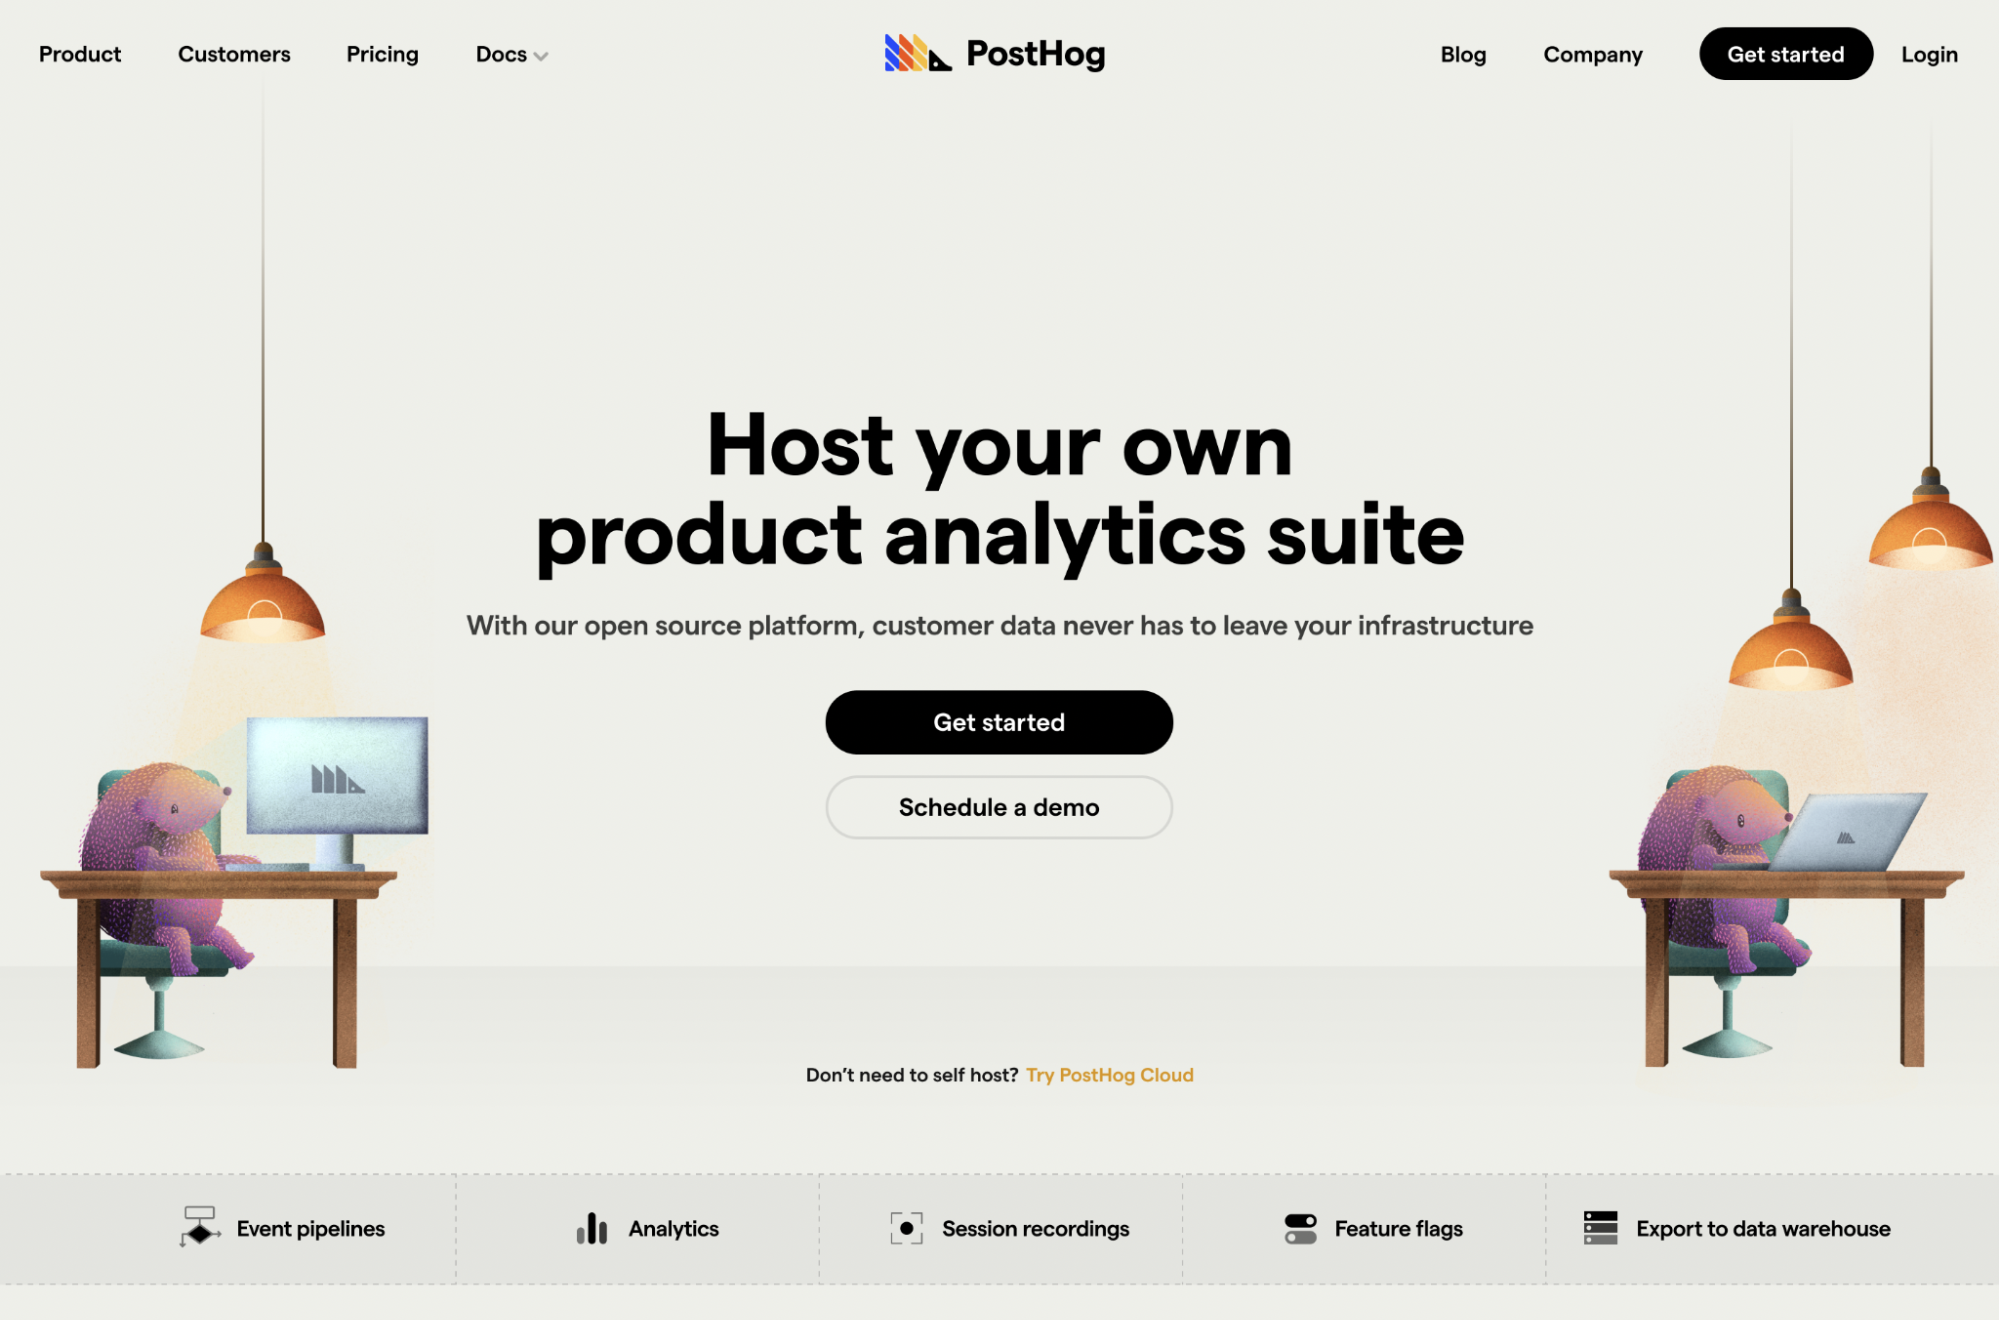 Product
Customers
Pricing
Docs
PostHog
Blog
Company
Get started
Login
Host your own
product analytics suite
With our open source platform, customer data never has to leave your infrastructure
Get started
Schedule a demo
Don’t need to self host? Try PostHog Cloud
Event pipelines
Analytics
Session recordings
Feature flags
Export to data warehouse